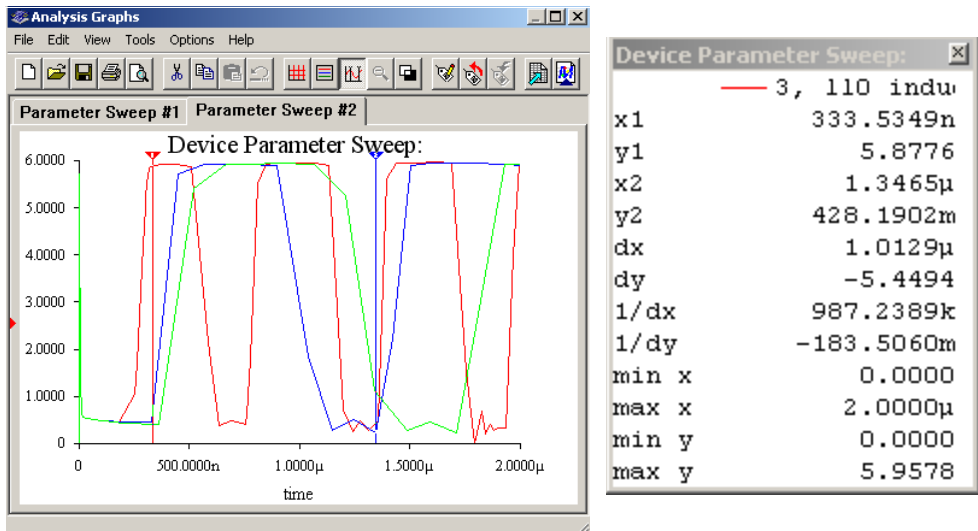 Analysis Graphs
File Edit View Tools Options Help
Parameter Sweep #1 Parameter Sweep #2
Device Parameter Sweep:
6.0000
5.0000
4.0000
3.0000
2.0000
1.0000
0
0 500.0000n 1.0000µ 1.5000µ 2.0000µ
time
Device Parameter Sweep:
3, 110 indu
x1 333.5349n
y1 5.8776
x2 1.3465µ
y2 428.1902m
dx 1.0129µ
dy -5.4494
1/dx 987.2389k
1/dy -183.5060m
min x 0.0000
max x 2.0000µ
min y 0.0000
max y 5.9578